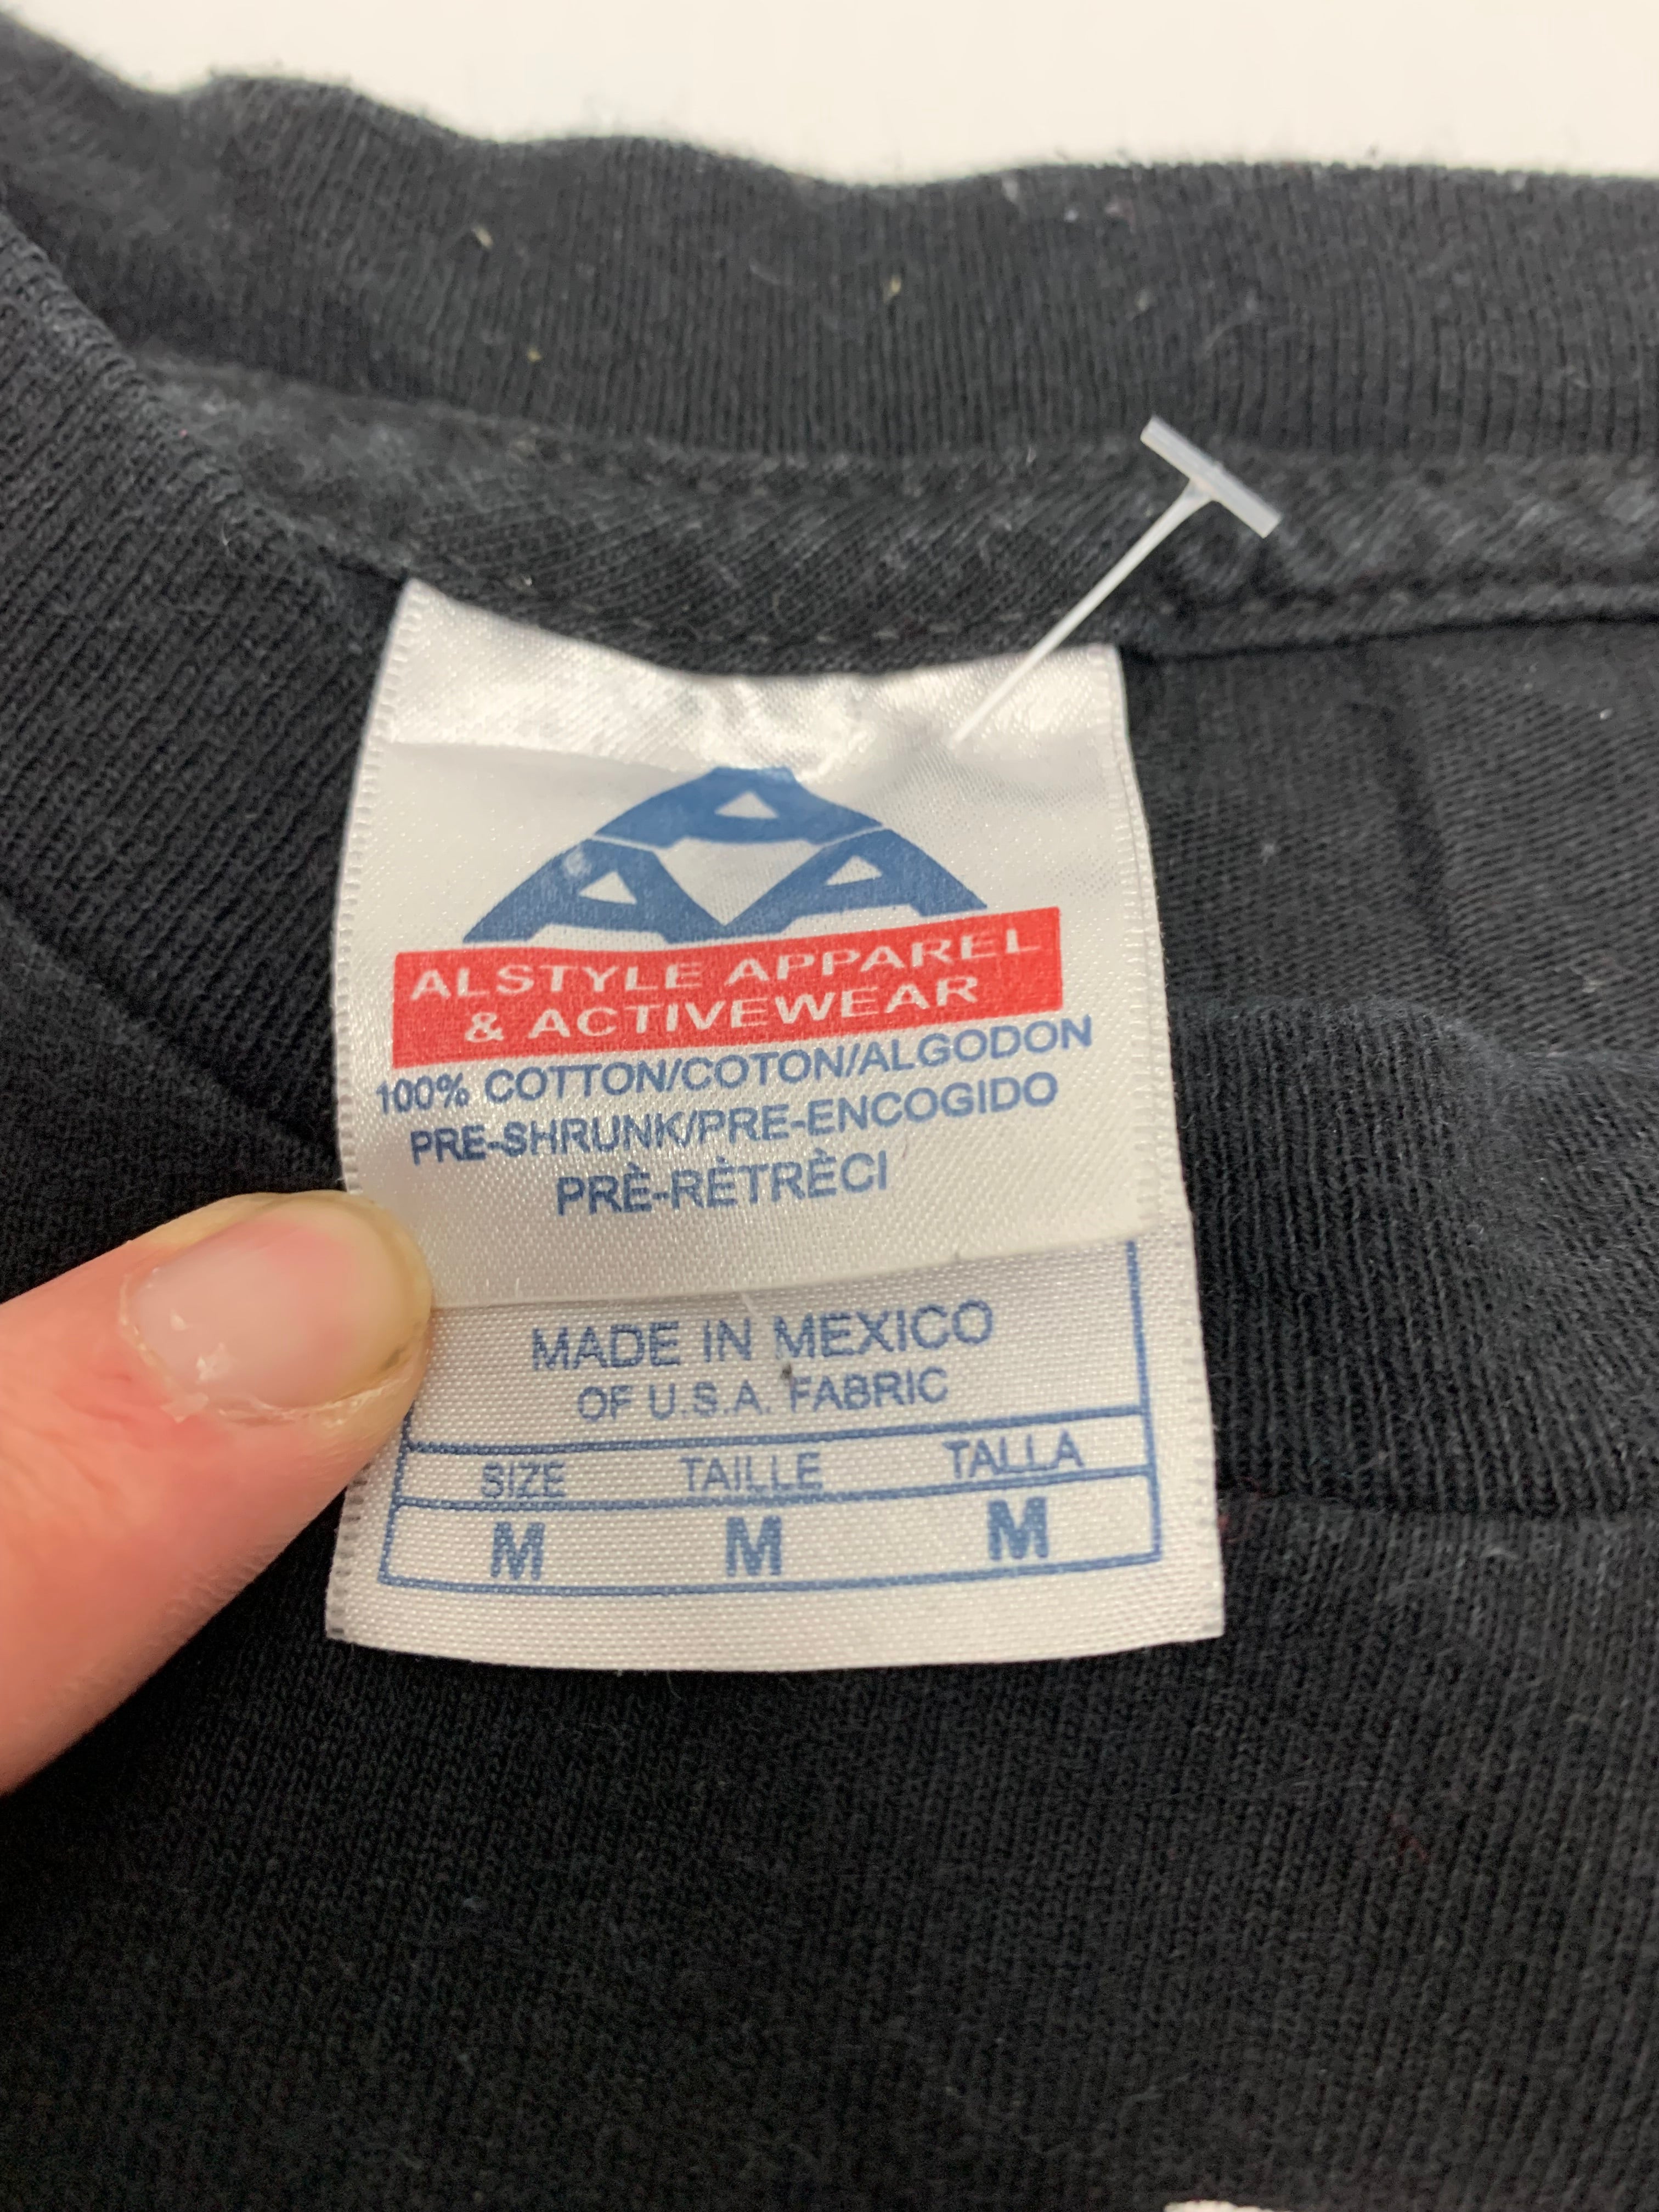 AAA
ALSTYLE APPAREL
& ACTIVEWEAR
100% COTTON/COTON/ALGODON
PRE-SHRUNK/PRE-ENCOGIDO
PRÈ-RÈTRÈCI
MADE IN MEXICO
OF U.S.A. FABRIC
SIZE TAILLE TALLA
M M M